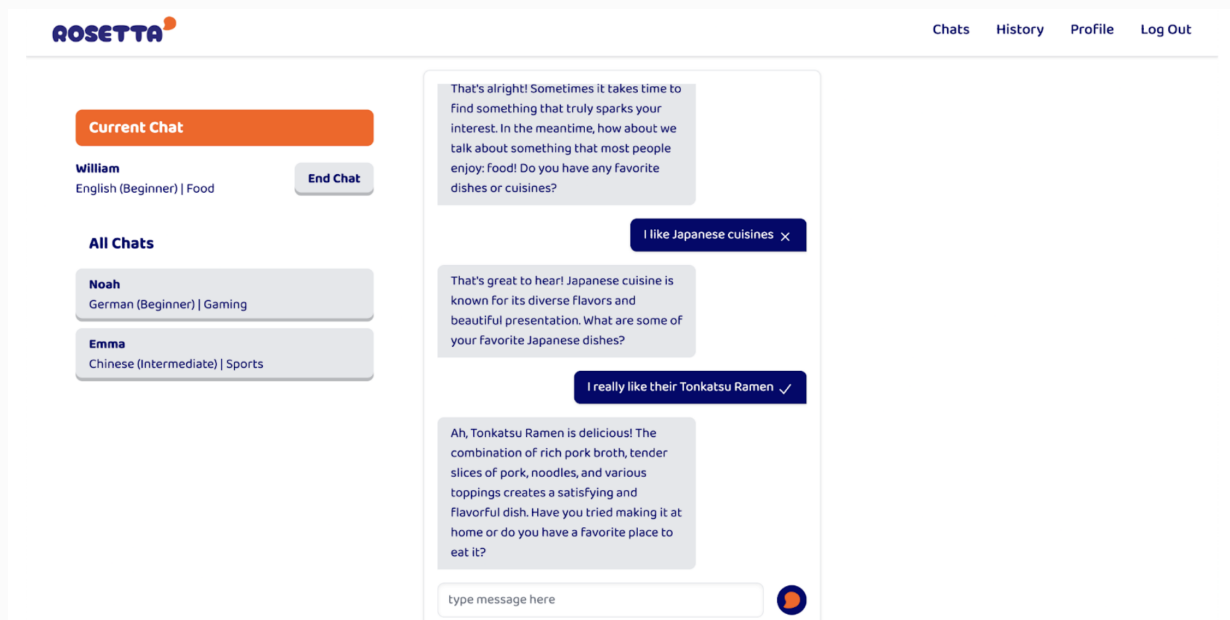 ROSETTA
Chats History Profile Log Out
Current Chat
William
English (Beginner) | Food
End Chat
All Chats
Noah
German (Beginner) | Gaming
Emma
Chinese (Intermediate) | Sports
That's alright! Sometimes it takes time to
find something that truly sparks your
interest. In the meantime, how about we
talk about something that most people
enjoy: food! Do you have any favorite
dishes or cuisines?
I like Japanese cuisines
That's great to hear! Japanese cuisine is
known for its diverse flavors and
beautiful presentation. What are some of
your favorite Japanese dishes?
I really like their Tonkatsu Ramen
Ah, Tonkatsu Ramen is delicious! The
combination of rich pork broth, tender
slices of pork, noodles, and various
toppings creates a satisfying and
flavorful dish. Have you tried making it at
home or do you have a favorite place to
eat it?
type message here